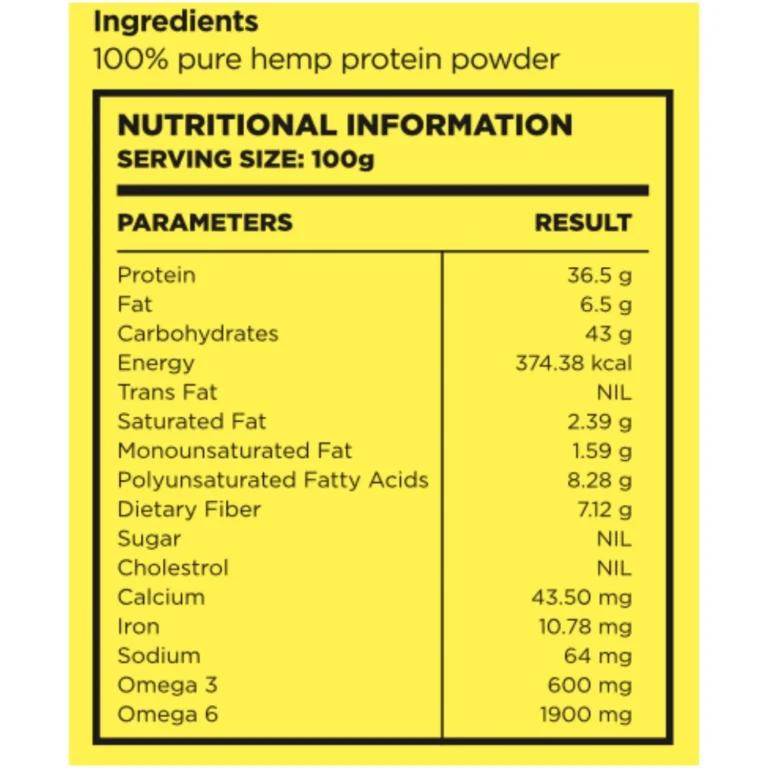 Ingredients
100% pure hemp protein powder
NUTRITIONAL INFORMATION
SERVING SIZE: 100g
PARAMETERS RESULT
Protein 36.5 g
Fat 6.5 g
Carbohydrates 43 g
Energy 374.38 kcal
Trans Fat NIL
Saturated Fat 2.39 g
Monounsaturated Fat 1.59 g
Polyunsaturated Fatty Acids 8.28 g
Dietary Fiber 7.12 g
Sugar NIL
Cholestrol NIL
Calcium 43.50 mg
Iron 10.78 mg
Sodium 64 mg
Omega 3 600 mg
Omega 6 1900 mg